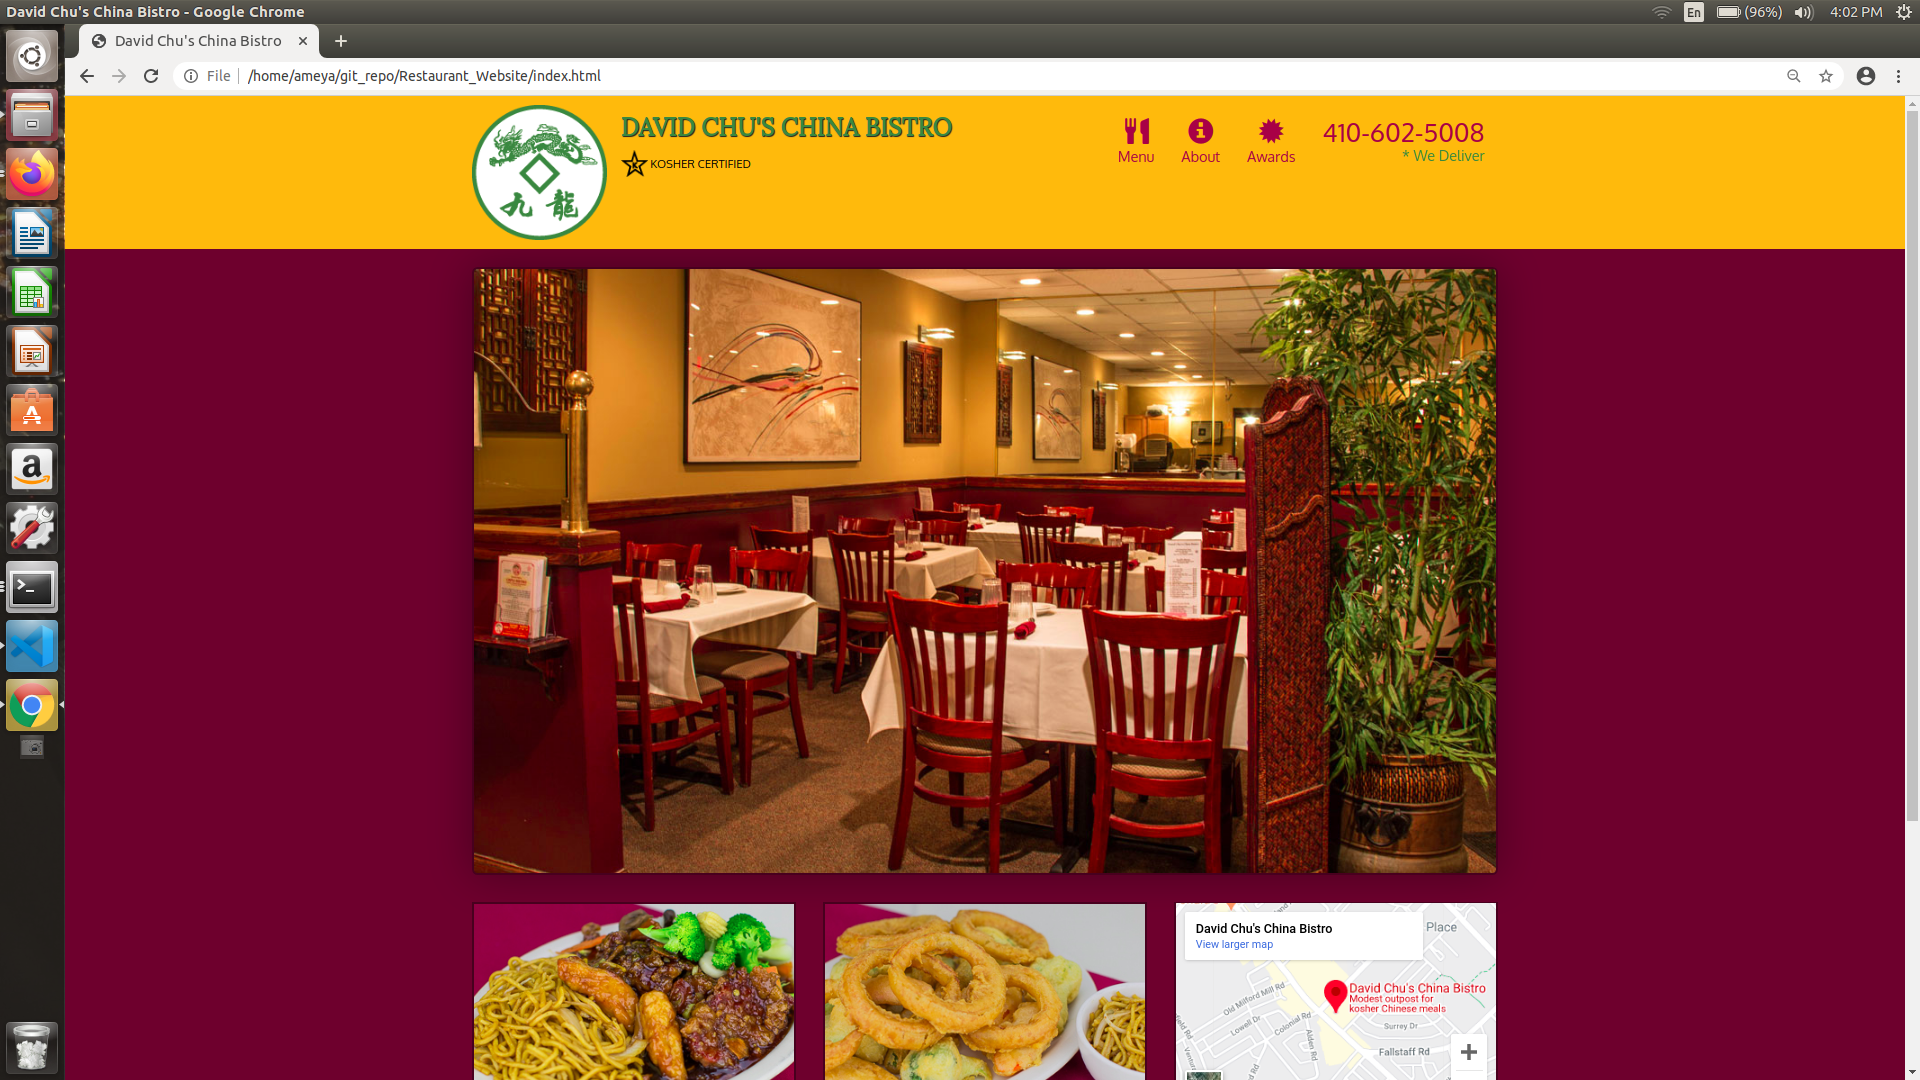 David Chu's China Bistro - Google Chrome
En
(96%)
4:02 PM
David Chu's China Bistro
File
/home/ameya/git_repo/Restaurant_Website/index.html
九龍
DAVID CHU'S CHINA BISTRO
KOSHER CERTIFIED
Menu
About
Awards
410-602-5008
* We Deliver
David Chu's China Bistro
View larger map
Place
David Chu's China Bistro
Modest outpost for
kosher Chinese meals
Old Milford Mill Rd
Lowell Dr
Colonial Rd
Alden Rd
Surrey Dr
Fallstaff Rd